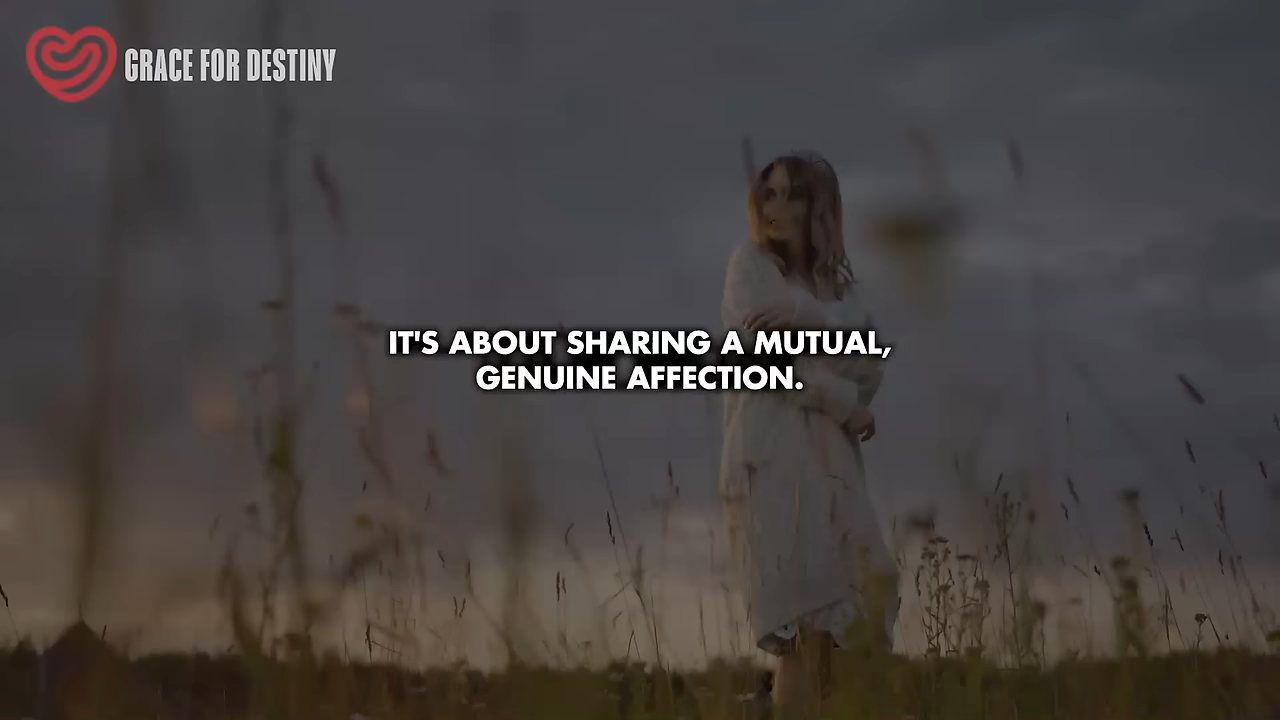 GRACE FOR DESTINY
IT'S ABOUT SHARING A MUTUAL,
GENUINE AFFECTION.